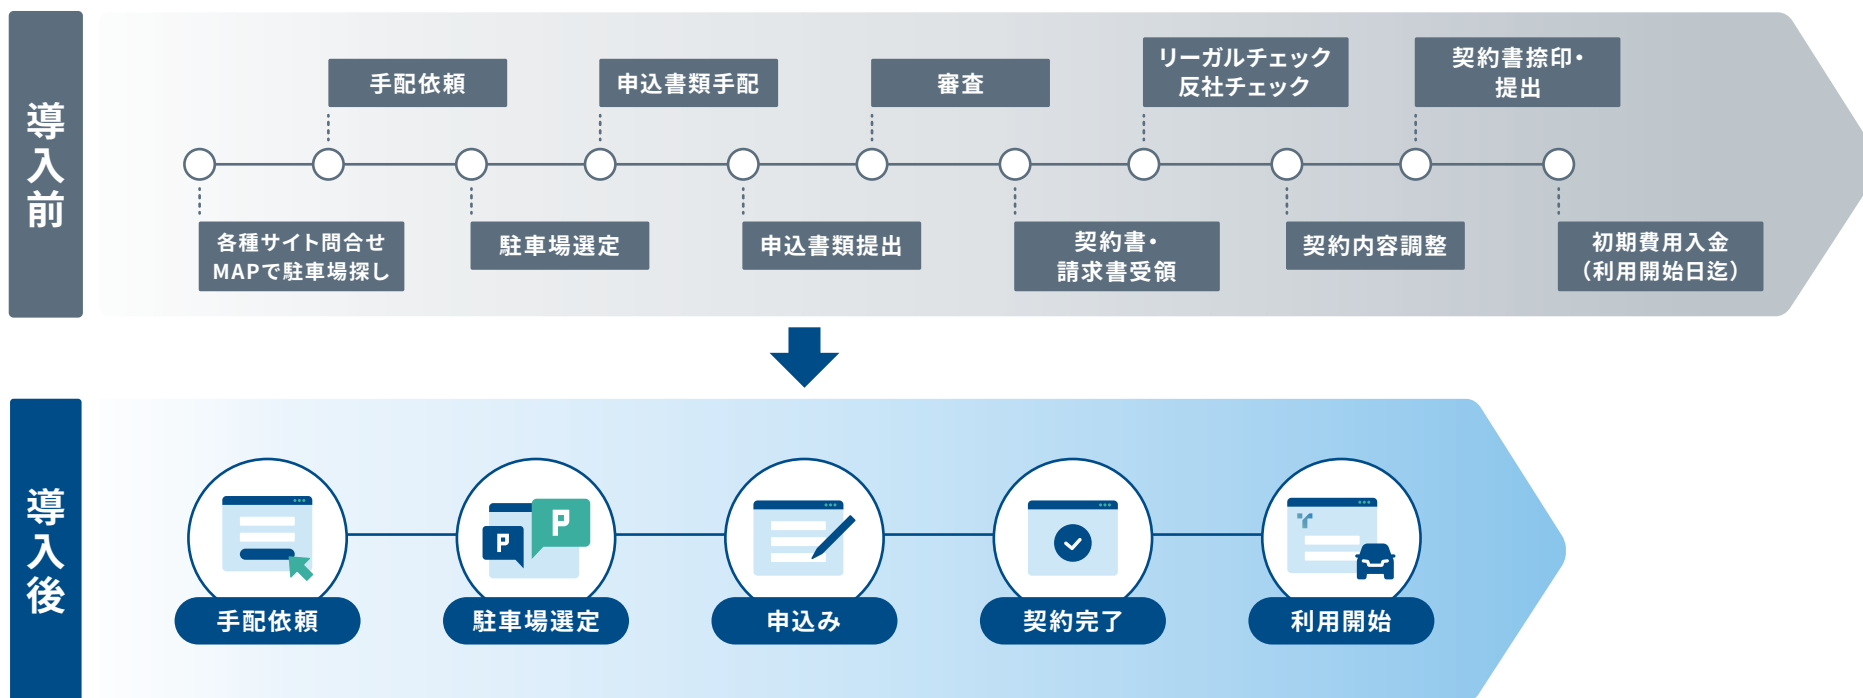 導入前
各種サイト問合せ
MAPで駐車場探し
手配依頼
駐車場選定
申込書類手配
申込書類提出
審査
契約書・
請求書受領
リーガルチェック
反社チェック
契約内容調整
契約書捺印・
提出
初期費用入金
（利用開始日迄）
導入後
手配依頼
P
P
駐車場選定
申込み
契約完了
利用開始